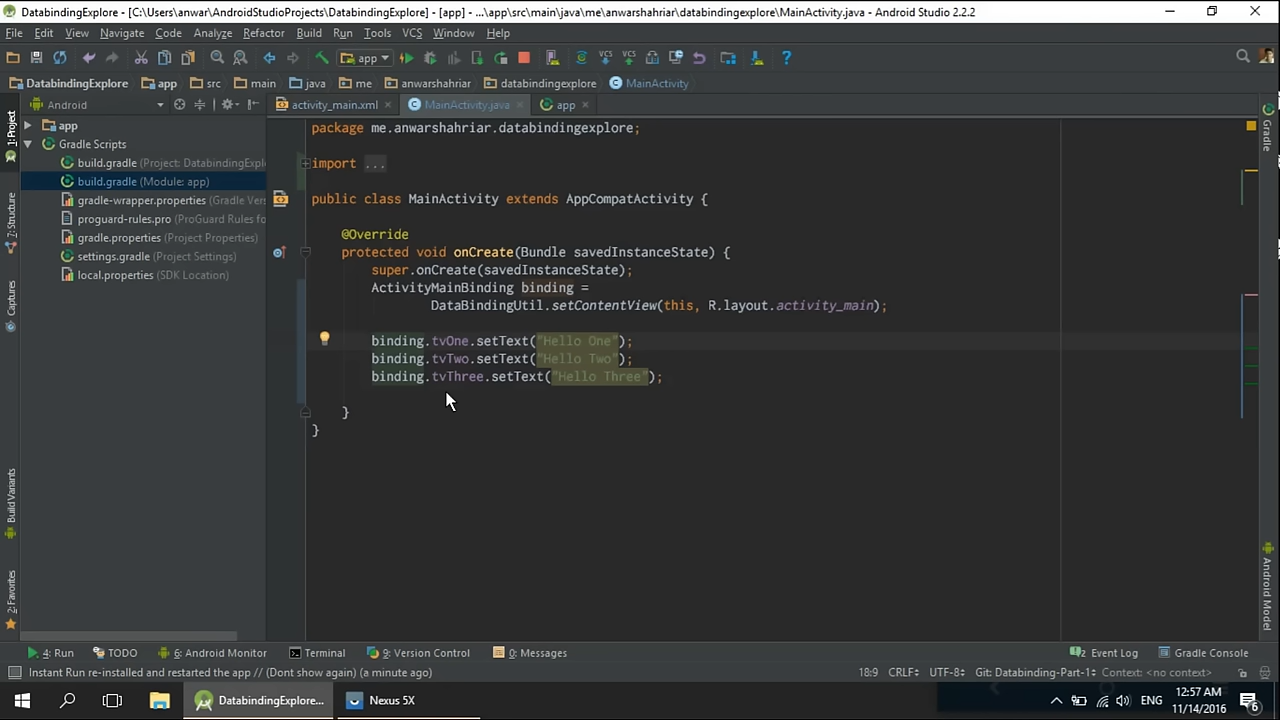 DatabindingExplore - [C:\Users\anwar\AndroidStudioProjects\DatabindingExplore] - [app] - ...\app\src\main\java\me\anwarshahriar\databindingexplore\MainActivity.java - Android Studio 2.2.2
File Edit View Navigate Code Analyze Refactor Build Run Tools VCS Window Help
app VCS VCS
DatabindingExplore app src main java me anwarshahriar databindingexplore MainActivity
Android activity_main.xml MainActivity.java app
1: Project
7: Structure
Captures
Build Variants
2: Favorites
app
Gradle Scripts
build.gradle (Project: DatabindingExpl
build.gradle (Module: app)
gradle-wrapper.properties (Gradle Ver
proguard-rules.pro (ProGuard Rules fo
gradle.properties (Project Properties)
settings.gradle (Project Settings)
local.properties (SDK Location)
package me.anwarshahriar.databindingexplore;
import ...
public class MainActivity extends AppCompatActivity {
@Override
protected void onCreate(Bundle savedInstanceState) {
super.onCreate(savedInstanceState);
ActivityMainBinding binding =
DataBindingUtil.setContentView(this, R.layout.activity_main);
binding.tvOne.setText("Hello One");
binding.tvTwo.setText("Hello Two");
binding.tvThree.setText("Hello Three");
}
}
Gradle
Android Model
4: Run TODO 6: Android Monitor Terminal 9: Version Control 0: Messages 2 Event Log Gradle Console
Instant Run re-installed and restarted the app // (Don't show again) (a minute ago) 18:9 CRLF÷ UTF-8÷ Git: Databinding-Part-1÷ Context: <no context>
DatabindingExplore... Nexus 5X ENG 12:57 AM
11/14/2016 6